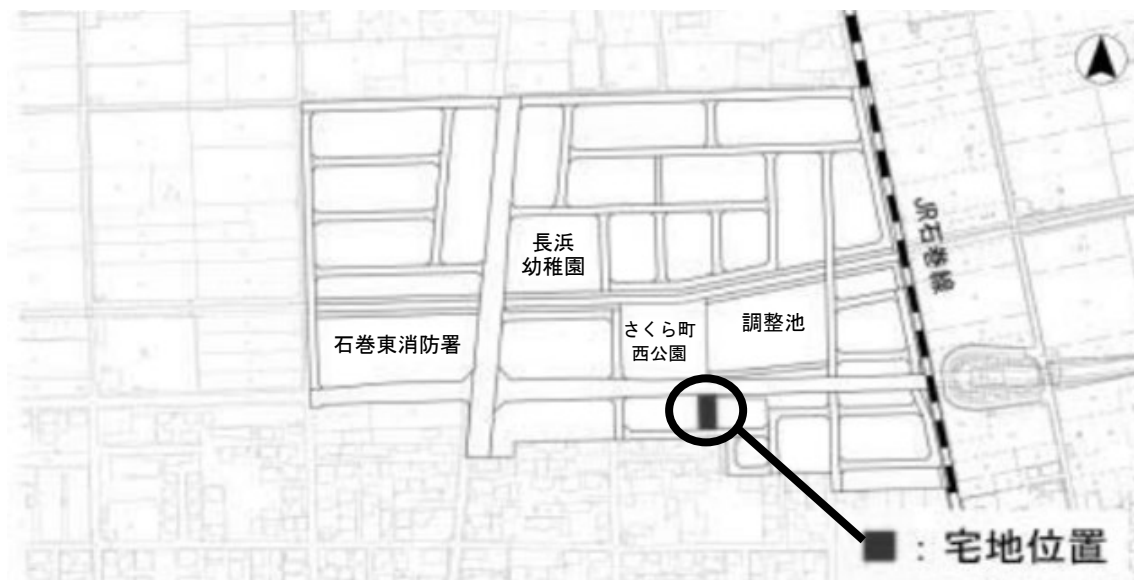 JR石巻線
長浜
幼稚園
さくら町
西公園
調整池
石巻東消防署
：宅地位置